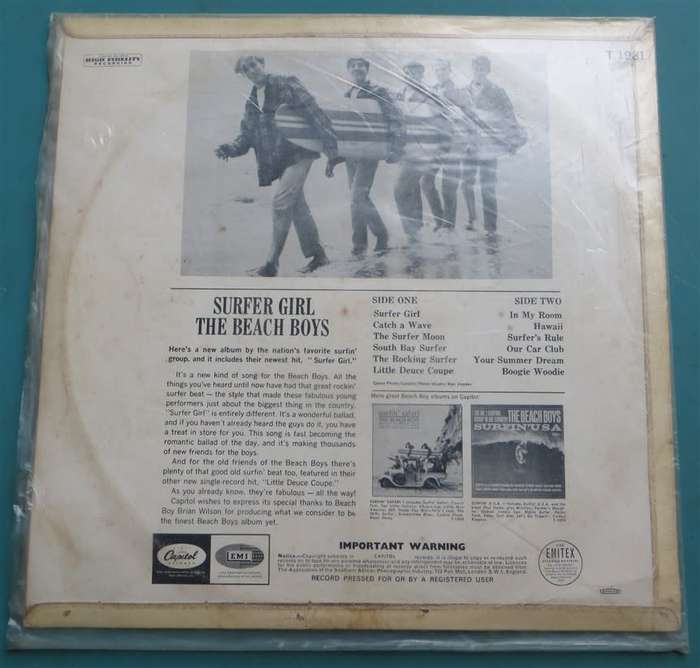 HIGH FIDELITY
RECORDING
T 1981
SURFER GIRL
THE BEACH BOYS
Here's a new album by the nation's favorite surfin'
group, and it includes their newest hit, "Surfer Girl."
It's a new kind of song for the Beach Boys. All the
things you've heard until now have had that great rockin'
surfer beat — the style that made these fabulous young
performers just about the biggest thing in the country.
"Surfer Girl" is entirely different. It's a wonderful ballad,
and if you haven't already heard the guys do it, you have
a treat in store for you. This song is fast becoming the
romantic ballad of the day, and it's making thousands
of new friends for the boys.
And for the old friends of the Beach Boys there's
plenty of that good old surfin' beat too, featured in their
other new single-record hit, "Little Deuce Coupe."
As you already know, they're fabulous — all the way!
Capitol wishes to express its special thanks to Beach
Boy Brian Wilson for producing what we consider to be
the finest Beach Boys album yet.
SIDE ONE
Surfer Girl
Catch a Wave
The Surfer Moon
South Bay Surfer
The Rocking Surfer
Little Deuce Coupe
SIDE TWO
In My Room
Hawaii
Surfer's Rule
Our Car Club
Your Summer Dream
Boogie Woodie
More great Beach Boy albums on Capitol:
THE BEACH BOYS
SURFIN' USA
Capitol
RECORDS
EMI
IMPORTANT WARNING
RECORD PRESSED FOR OR BY A REGISTERED USER
USE
EMITEX